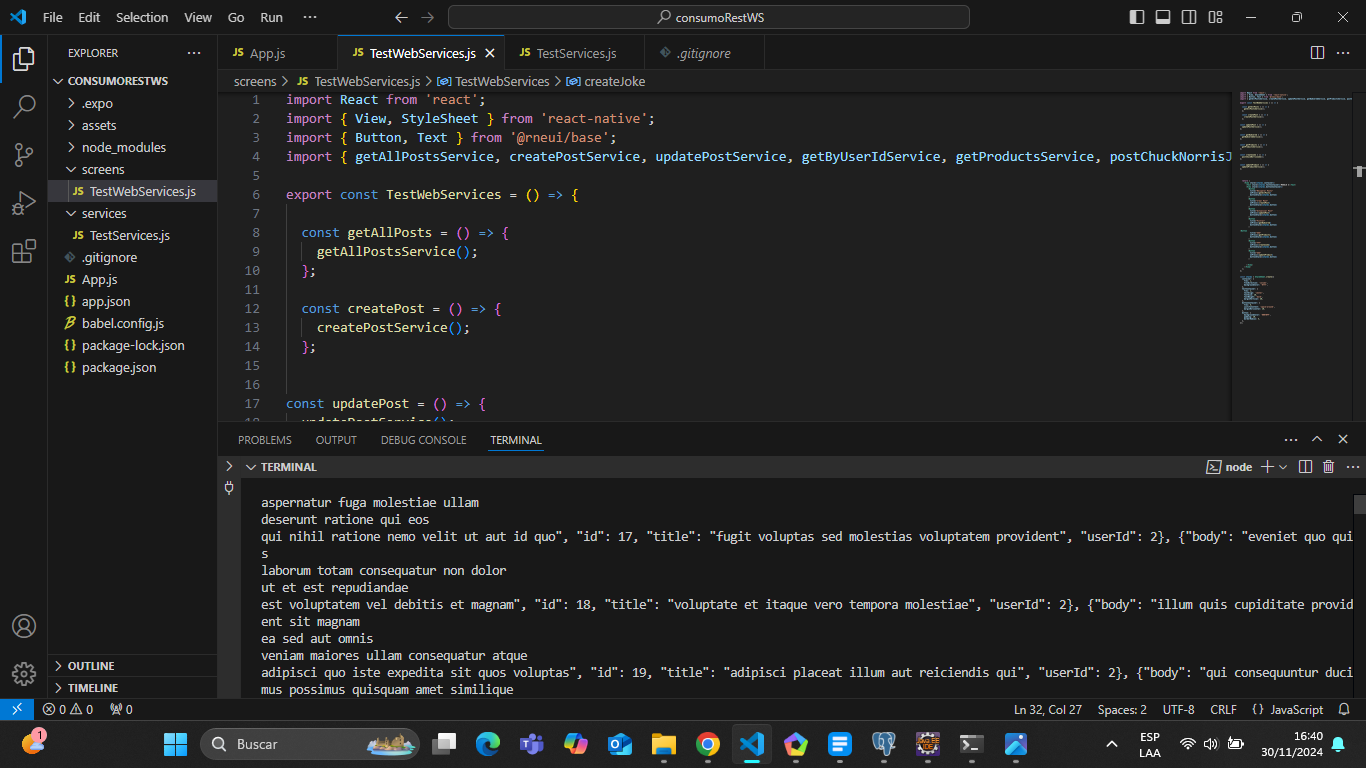 File Edit Selection View Go Run ··· consumoRestWS
EXPLORER ···
CONSUMORESTWS
.expo
assets
node_modules
screens
JS TestWebServices.js
services
JS TestServices.js
.gitignore
JS App.js
{} app.json
babel.config.js
{} package-lock.json
{} package.json
OUTLINE
TIMELINE
JS App.js JS TestWebServices.js JS TestServices.js .gitignore
screens > JS TestWebServices.js > TestWebServices > createJoke
1 import React from 'react';
2 import { View, StyleSheet } from 'react-native';
3 import { Button, Text } from '@rneui/base';
4 import { getAllPostsService, createPostService, updatePostService, getByUserIdService, getProductsService, postChuckNorrisJ
5
6 export const TestWebServices = () => {
7
8 const getAllPosts = () => {
9 getAllPostsService();
10 };
11
12 const createPost = () => {
13 createPostService();
14 };
15
16
17 const updatePost = () => {
18 updatePostService();
PROBLEMS OUTPUT DEBUG CONSOLE TERMINAL ···
TERMINAL node ···
aspernatur fuga molestiae ullam
deserunt ratione qui eos
qui nihil ratione nemo velit ut aut id quo", "id": 17, "title": "fugit voluptas sed molestias voluptatem provident", "userId": 2}, {"body": "eveniet quo qui
s
laborum totam consequatur non dolor
ut et est repudiandae
est voluptatem vel debitis et magnam", "id": 18, "title": "voluptate et itaque vero tempora molestiae", "userId": 2}, {"body": "illum quis cupiditate provid
ent sit magnam
ea sed aut omnis
veniam maiores ullam consequatur atque
adipisci quo iste expedita sit quos voluptas", "id": 19, "title": "adipisci placeat illum aut reiciendis qui", "userId": 2}, {"body": "qui consequuntur duci
mus possimus quisquam amet similique
0 0 0 Ln 32, Col 27 Spaces: 2 UTF-8 CRLF {} JavaScript
1 Buscar ESP LAA 16:40 30/11/2024